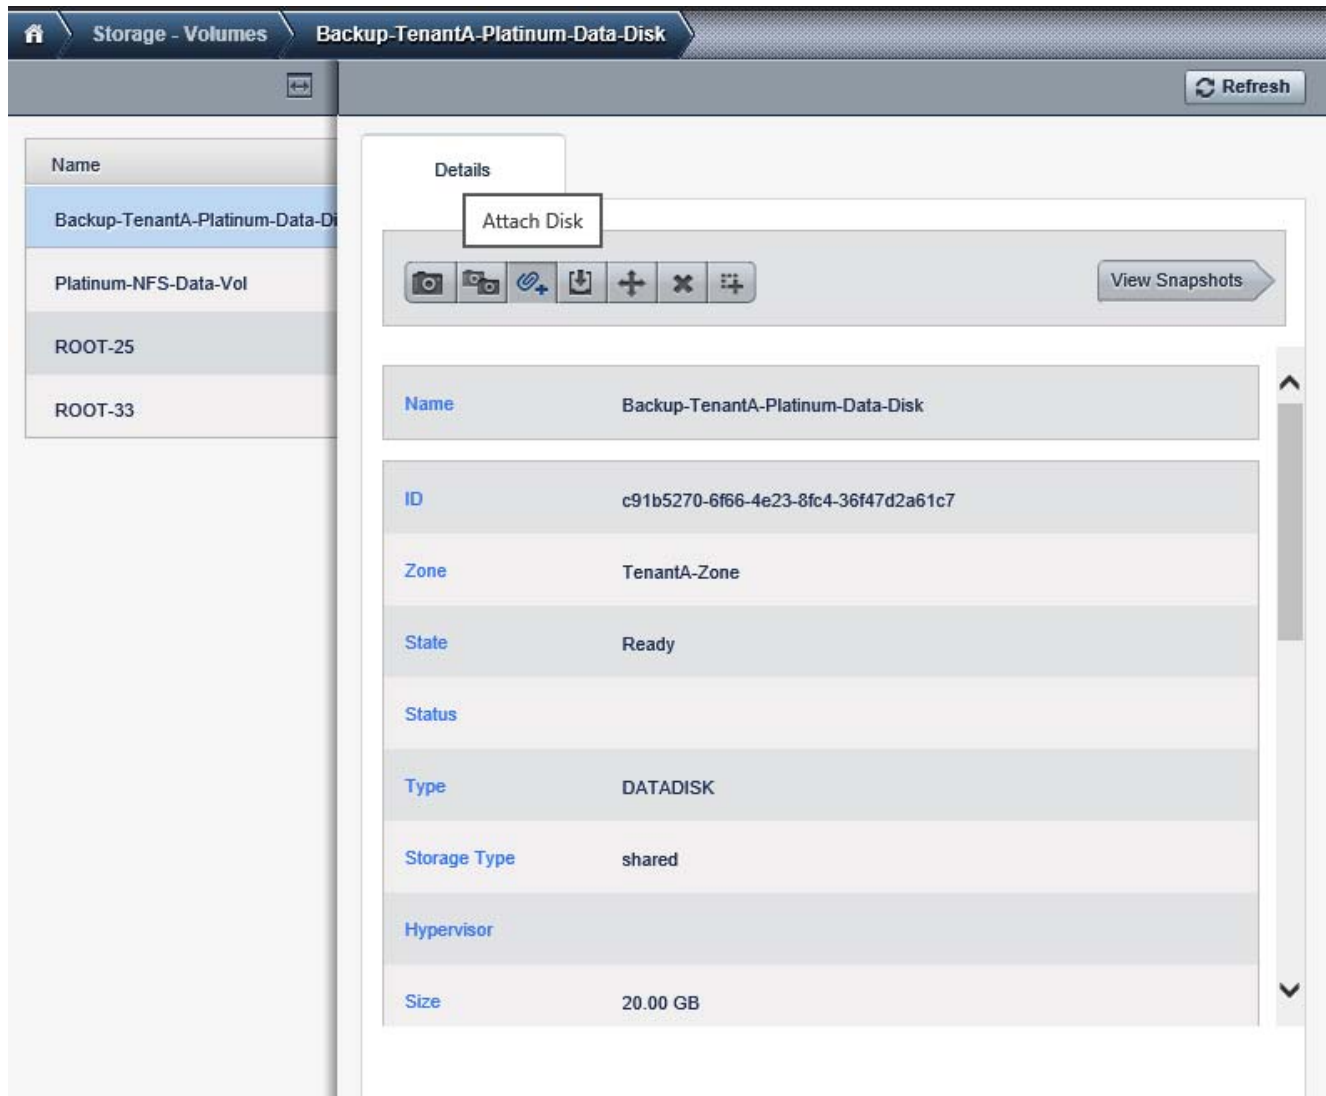 Storage - Volumes Backup-TenantA-Platinum-Data-Disk
Refresh
Name
Backup-TenantA-Platinum-Data-Di
Platinum-NFS-Data-Vol
ROOT-25
ROOT-33
Details
Attach Disk
View Snapshots
Name Backup-TenantA-Platinum-Data-Disk
ID c91b5270-6f66-4e23-8fc4-36f47d2a61c7
Zone TenantA-Zone
State Ready
Status
Type DATADISK
Storage Type shared
Hypervisor
Size 20.00 GB